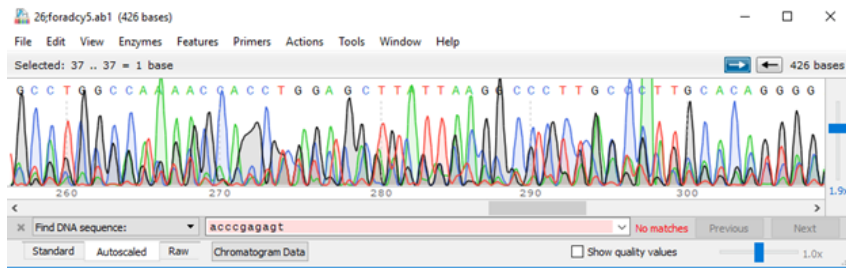 26;foradcy5.ab1 (426 bases)
File Edit View Enzymes Features Primers Actions Tools Window Help
Selected: 37 .. 37 = 1 base 426 bases
G C C T G G C C A A A A C C A C C T G G A G C T T A T T A A G G C C C T T G C C C T T G C A C A G G G G
260 270 280 290 300
1.9x
Find DNA sequence: acccgagagt No matches Previous Next
Standard Autoscaled Raw Chromatogram Data Show quality values 1.0x